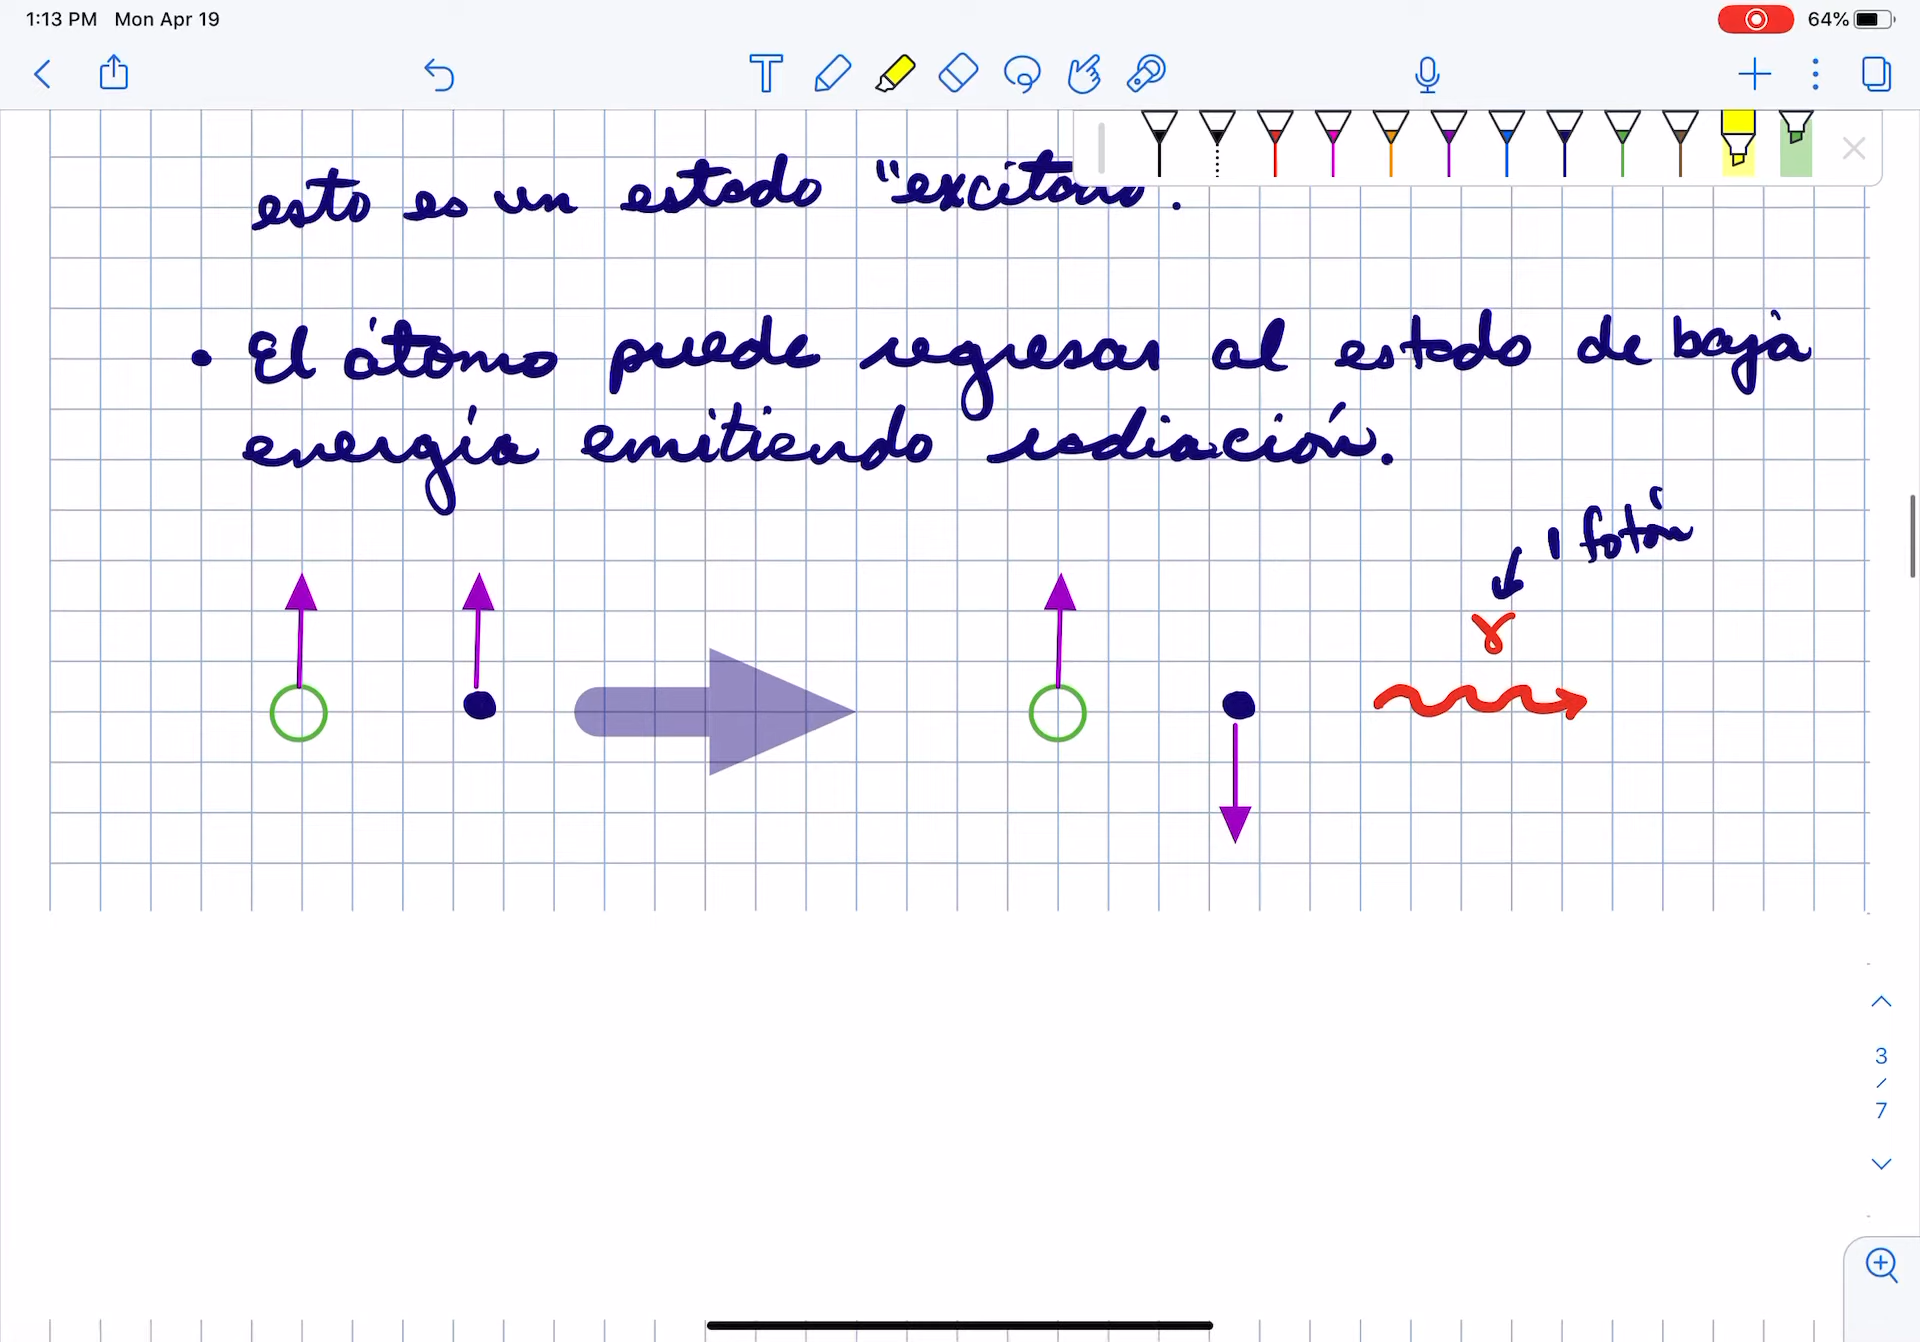 1:13 PM Mon Apr 19
64%
esto es un estado "excitado".
• El átomo puede regresar al estado de baja
energía emitiendo radiación.
1 fotón
γ
3
/
7